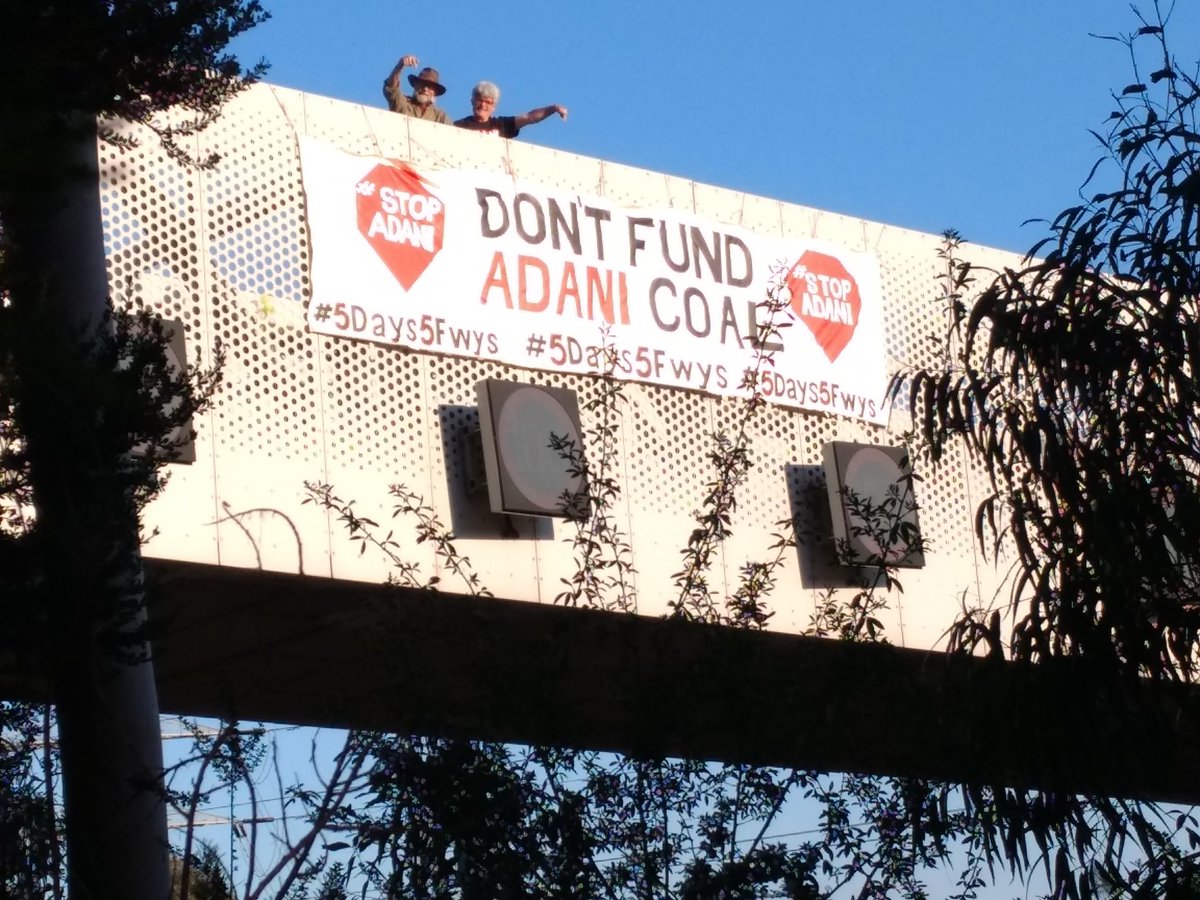 # STOP
ADANI
DON'T FUND
ADANI COAL
# STOP
ADANI
#5Days5Fwys #5Days5Fwys #5Days5Fwys